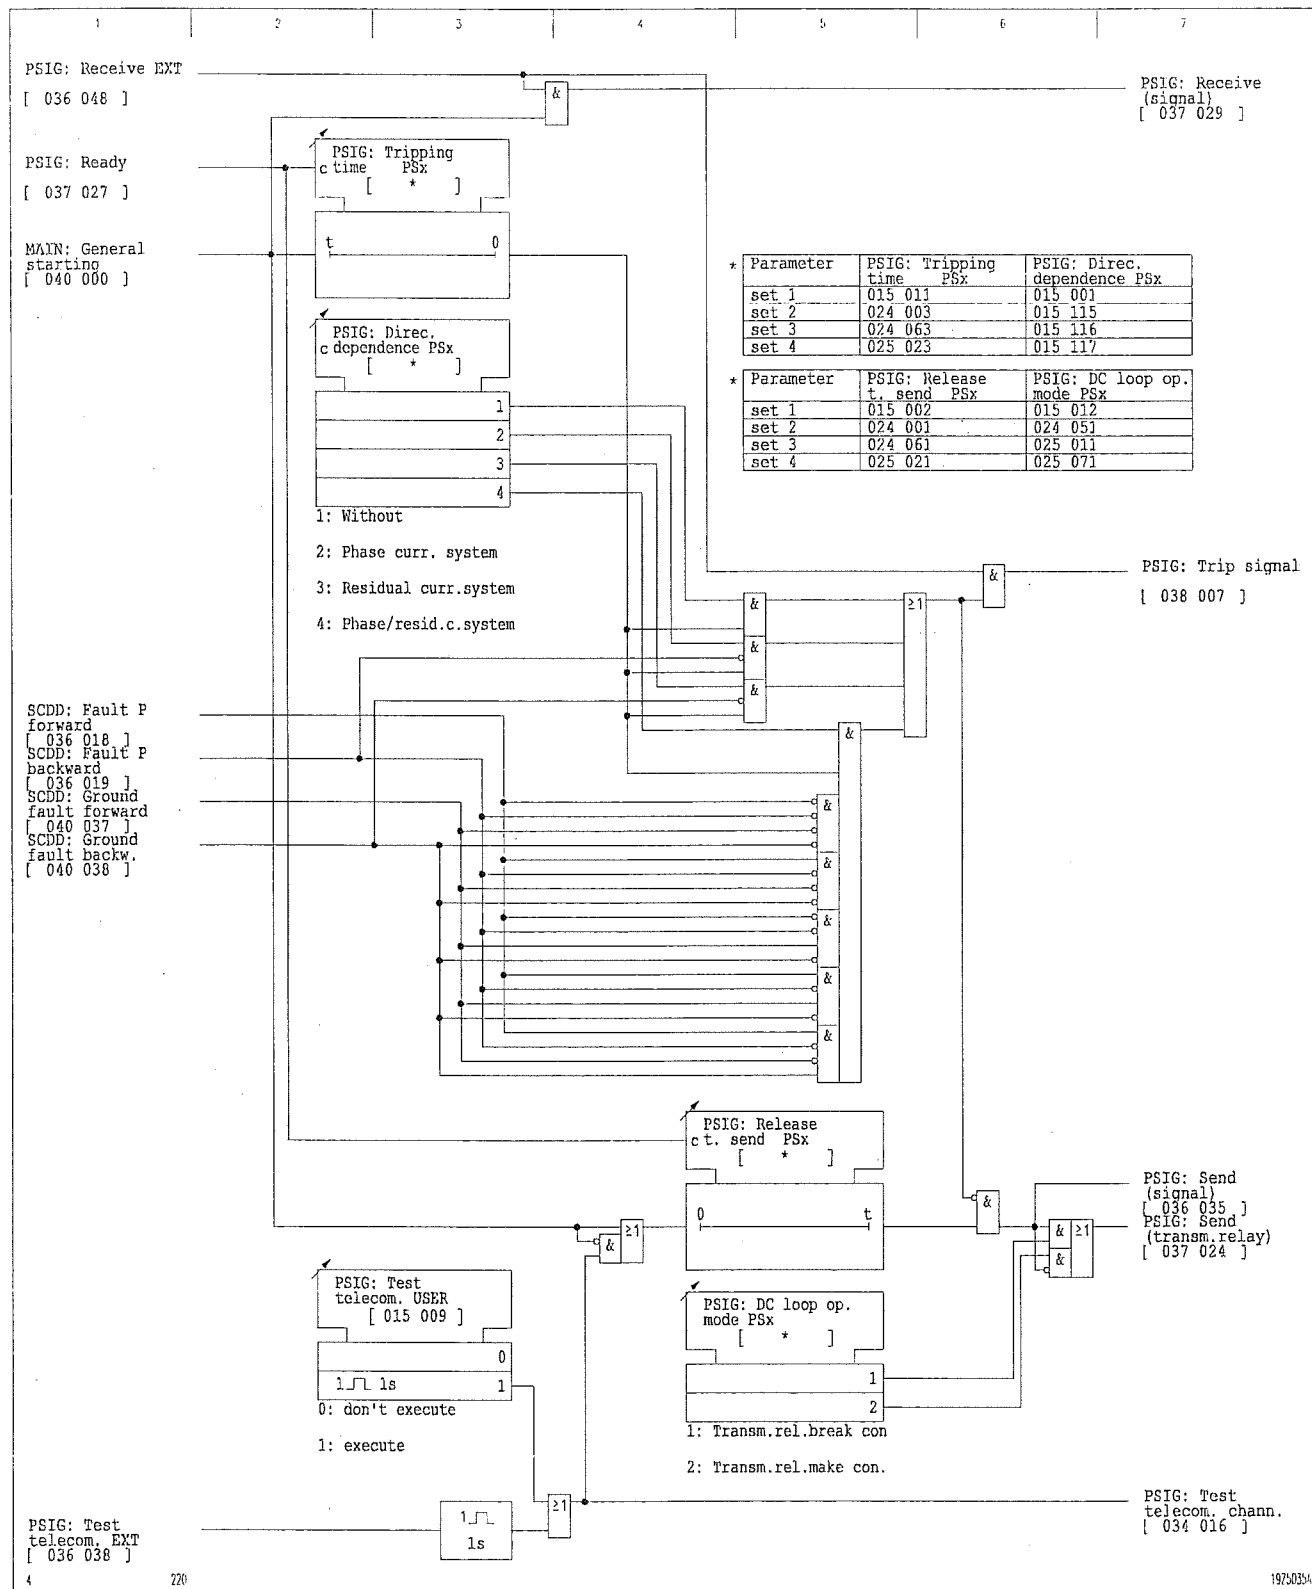 1 2 3 4 5 6 7
PSIG: Receive EXT
[ 036 048 ]
&
PSIG: Receive
(signal)
[ 037 029 ]
PSIG: Ready
[ 037 027 ]
PSIG: Tripping
c time PSx
[ * ]
MAIN: General
starting
[ 040 000 ]
t 0
* Parameter PSIG: Tripping PSIG: Direc.
time PSx dependence PSx
set 1 015 011 015 001
set 2 024 003 015 115
set 3 024 063 015 116
set 4 025 023 015 117
PSIG: Direc.
c dependence PSx
[ * ]
1
2
3
4
* Parameter PSIG: Release PSIG: DC loop op.
t. send PSx mode PSx
set 1 015 002 015 012
set 2 024 001 024 051
set 3 024 061 025 011
set 4 025 021 025 071
1: Without
2: Phase curr. system
3: Residual curr.system
4: Phase/resid.c.system
&
PSIG: Trip signal
[ 038 007 ]
& ≥1
&
&
SCDD: Fault P
forward
[ 036 018 ]
SCDD: Fault P
backward
[ 036 019 ]
SCDD: Ground
fault forward
[ 040 037 ]
SCDD: Ground
fault backw.
[ 040 038 ]
&
&
&
&
&
&
PSIG: Release
c t. send PSx
[ * ]
0 t
&
PSIG: Send
(signal)
[ 036 035 ]
PSIG: Send
(transm.relay)
[ 037 024 ]
& ≥1
& ≥1
&
PSIG: Test
telecom. USER
[ 015 009 ]
0
1 1s 1
0: don't execute
1: execute
PSIG: DC loop op.
mode PSx
[ * ]
1
2
1: Transm.rel.break con
2: Transm.rel.make con.
≥1
PSIG: Test
telecom. chann.
[ 034 016 ]
PSIG: Test
telecom. EXT
[ 036 038 ]
1
1s
4 220